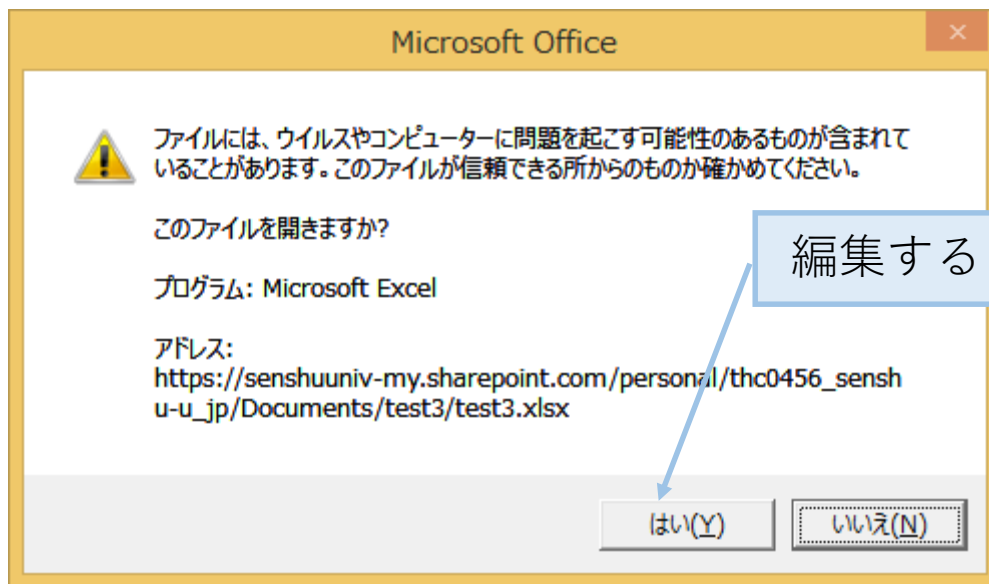 Microsoft Office
ファイルには、ウイルスやコンピューターに問題を起こす可能性のあるものが含まれて
いることがあります。このファイルが信頼できる所からのものか確かめてください。
このファイルを開きますか?
編集する
プログラム: Microsoft Excel
アドレス:
https://senshuuniv-my.sharepoint.com/personal/thc0456_sensh
u-u_jp/Documents/test3/test3.xlsx
はい(Y)
いいえ(N)